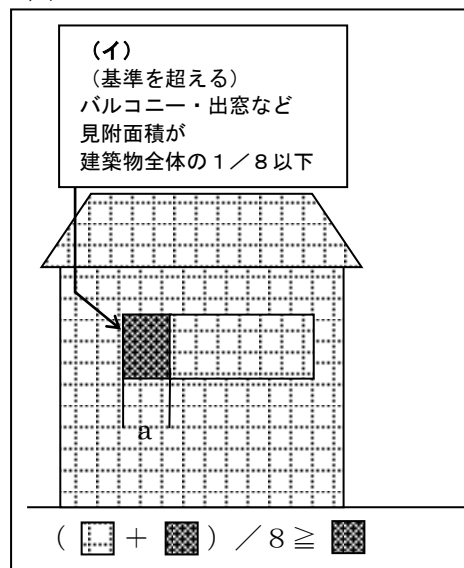 (イ)
(基準を超える)
バルコニー・出窓など
見附面積が
建築物全体の1/8以下
a
( + ) /8≧